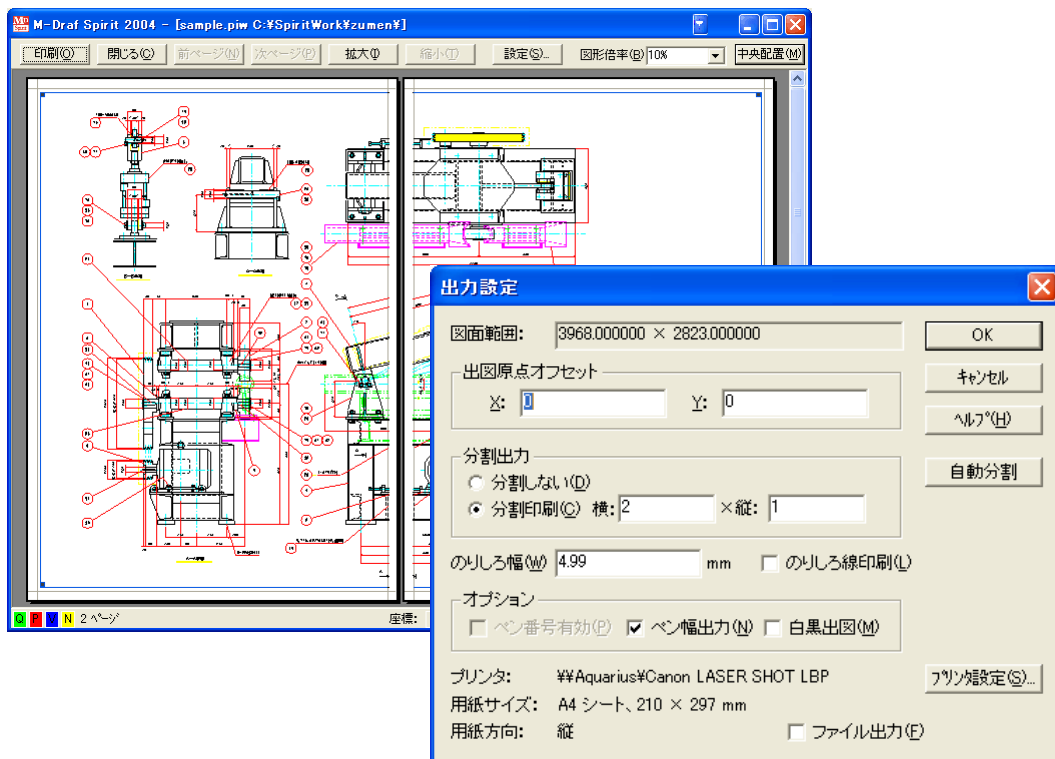 M-Draf Spirit 2004 - [sample.piw C:¥SpiritWork¥zumen¥]
印刷(O) 閉じる(C) 前ページ(N) 次ページ(P) 拡大(I) 縮小(T) 設定(S)... 図形倍率(B) 10% 中央配置(M)
Q P V N 2 ページ 座標:
出力設定
図面範囲: 3968.000000 × 2823.000000 OK
出図原点オフセット キャンセル
X: 0 Y: 0 ヘルプ(H)
分割出力 自動分割
分割しない(D)
分割印刷(C) 横: 2 ×縦: 1
のりしろ幅(W) 4.99 mm のりしろ線印刷(L)
オプション
ペン番号有効(P) ペン幅出力(N) 白黒出図(M)
プリンタ: ¥¥Aquarius¥Canon LASER SHOT LBP プリンタ設定(S)...
用紙サイズ: A4 シート、210 × 297 mm
用紙方向: 縦 ファイル出力(F)